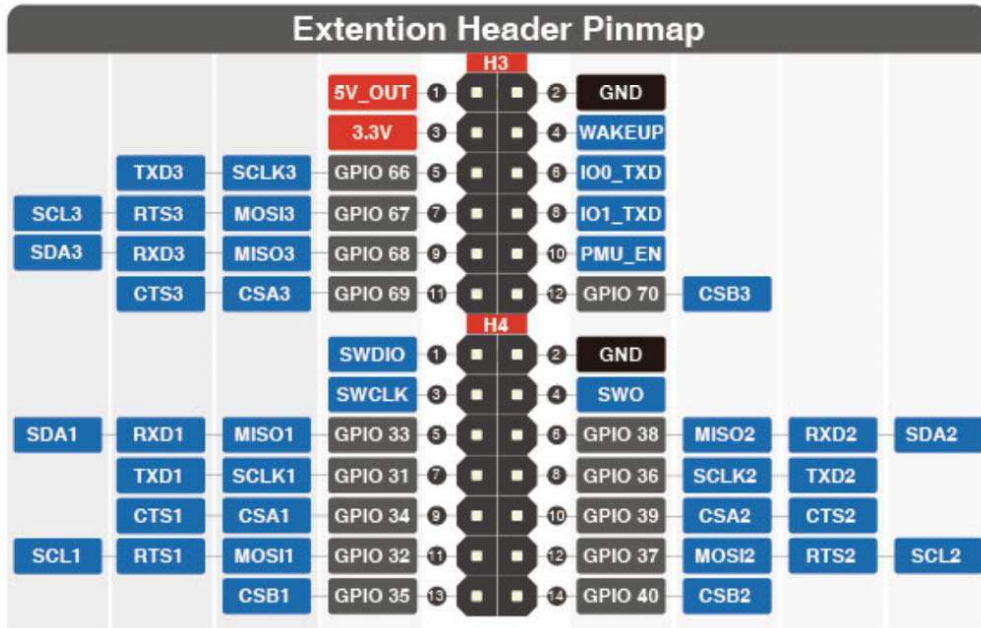 Extention Header Pinmap
H3
5V_OUT 1 2 GND
3.3V 3 4 WAKEUP
TXD3 SCLK3 GPIO 66 5 6 IO0_TXD
SCL3 RTS3 MOSI3 GPIO 67 7 8 IO1_TXD
SDA3 RXD3 MISO3 GPIO 68 9 10 PMU_EN
CTS3 CSA3 GPIO 69 11 12 GPIO 70 CSB3
H4
SWDIO 1 2 GND
SWCLK 3 4 SWO
SDA1 RXD1 MISO1 GPIO 33 5 6 GPIO 38 MISO2 RXD2 SDA2
TXD1 SCLK1 GPIO 31 7 8 GPIO 36 SCLK2 TXD2
CTS1 CSA1 GPIO 34 9 10 GPIO 39 CSA2 CTS2
SCL1 RTS1 MOSI1 GPIO 32 11 12 GPIO 37 MOSI2 RTS2 SCL2
CSB1 GPIO 35 13 14 GPIO 40 CSB2